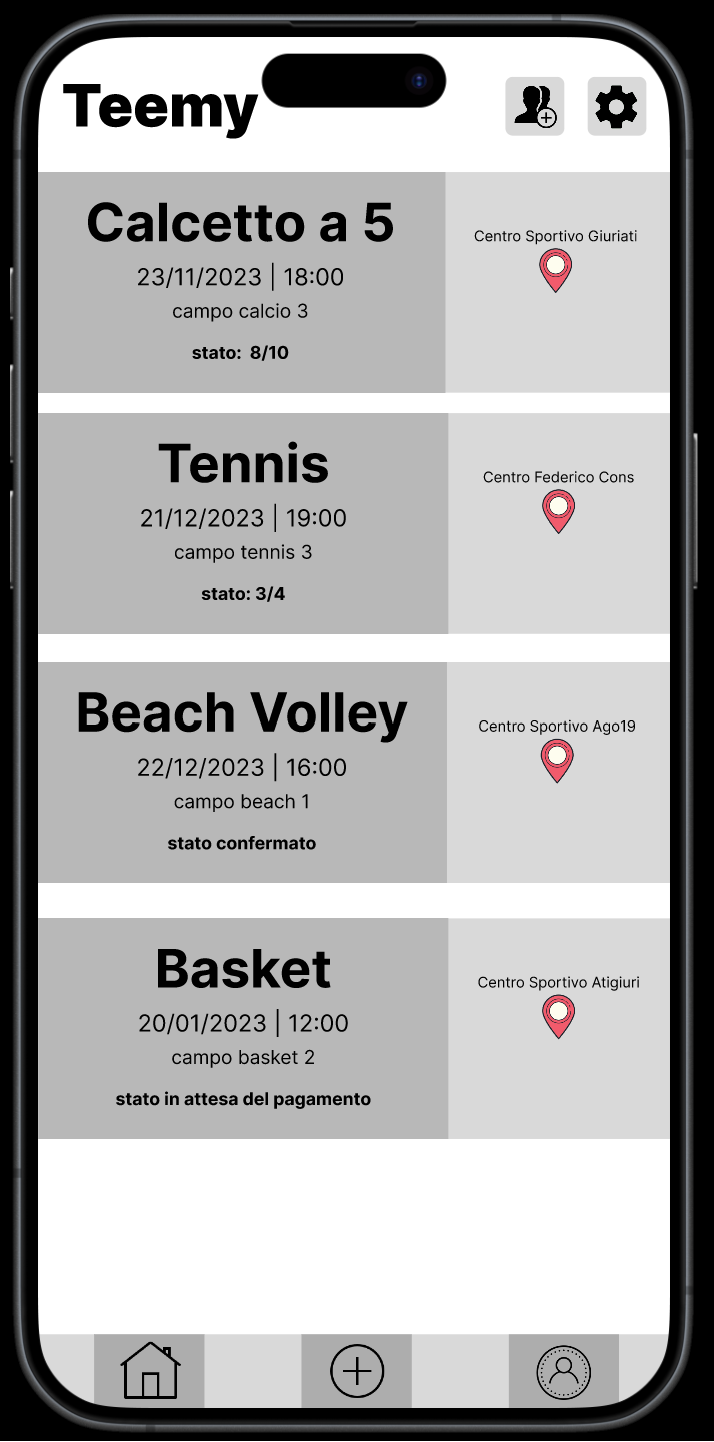 Teemy
Calcetto a 5
23/11/2023 | 18:00
campo calcio 3
stato:  8/10
Centro Sportivo Giuriati
Tennis
21/12/2023 | 19:00
campo tennis 3
stato: 3/4
Centro Federico Cons
Beach Volley
22/12/2023 | 16:00
campo beach 1
stato confermato
Centro Sportivo Ago19
Basket
20/01/2023 | 12:00
campo basket 2
stato in attesa del pagamento
Centro Sportivo Atigiuri